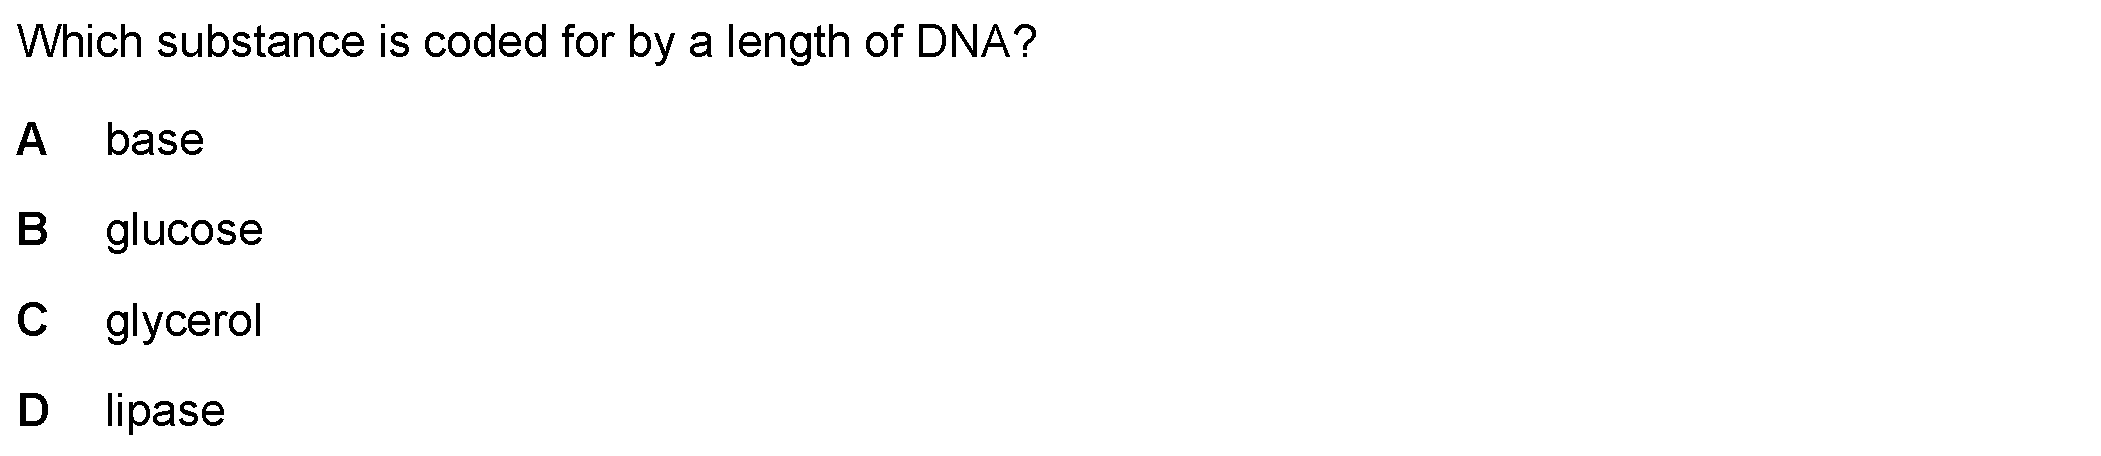 Which substance is coded for by a length of DNA?
A base
B glucose
C glycerol
D lipase